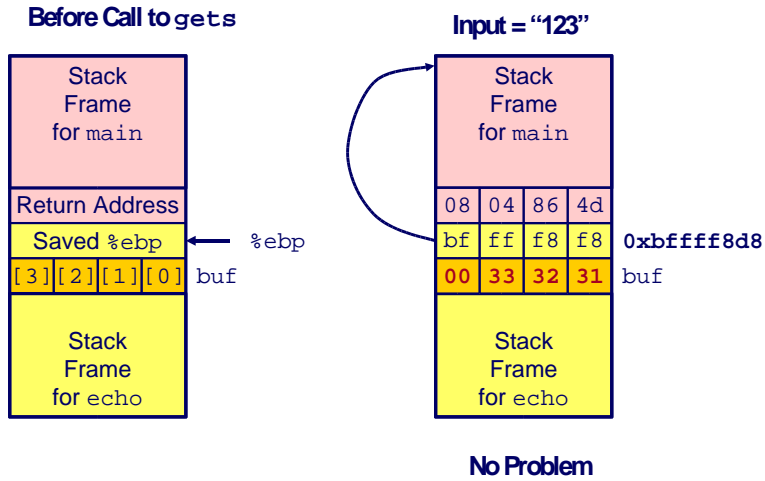 Before Call to gets
Stack
Frame
for main
Return Address
Saved %ebp
%ebp
[3] [2] [1] [0] buf
Stack
Frame
for echo
Input = “123”
Stack
Frame
for main
08 04 86 4d
bf ff f8 f8 0xbffff8d8
00 33 32 31 buf
Stack
Frame
for echo
No Problem